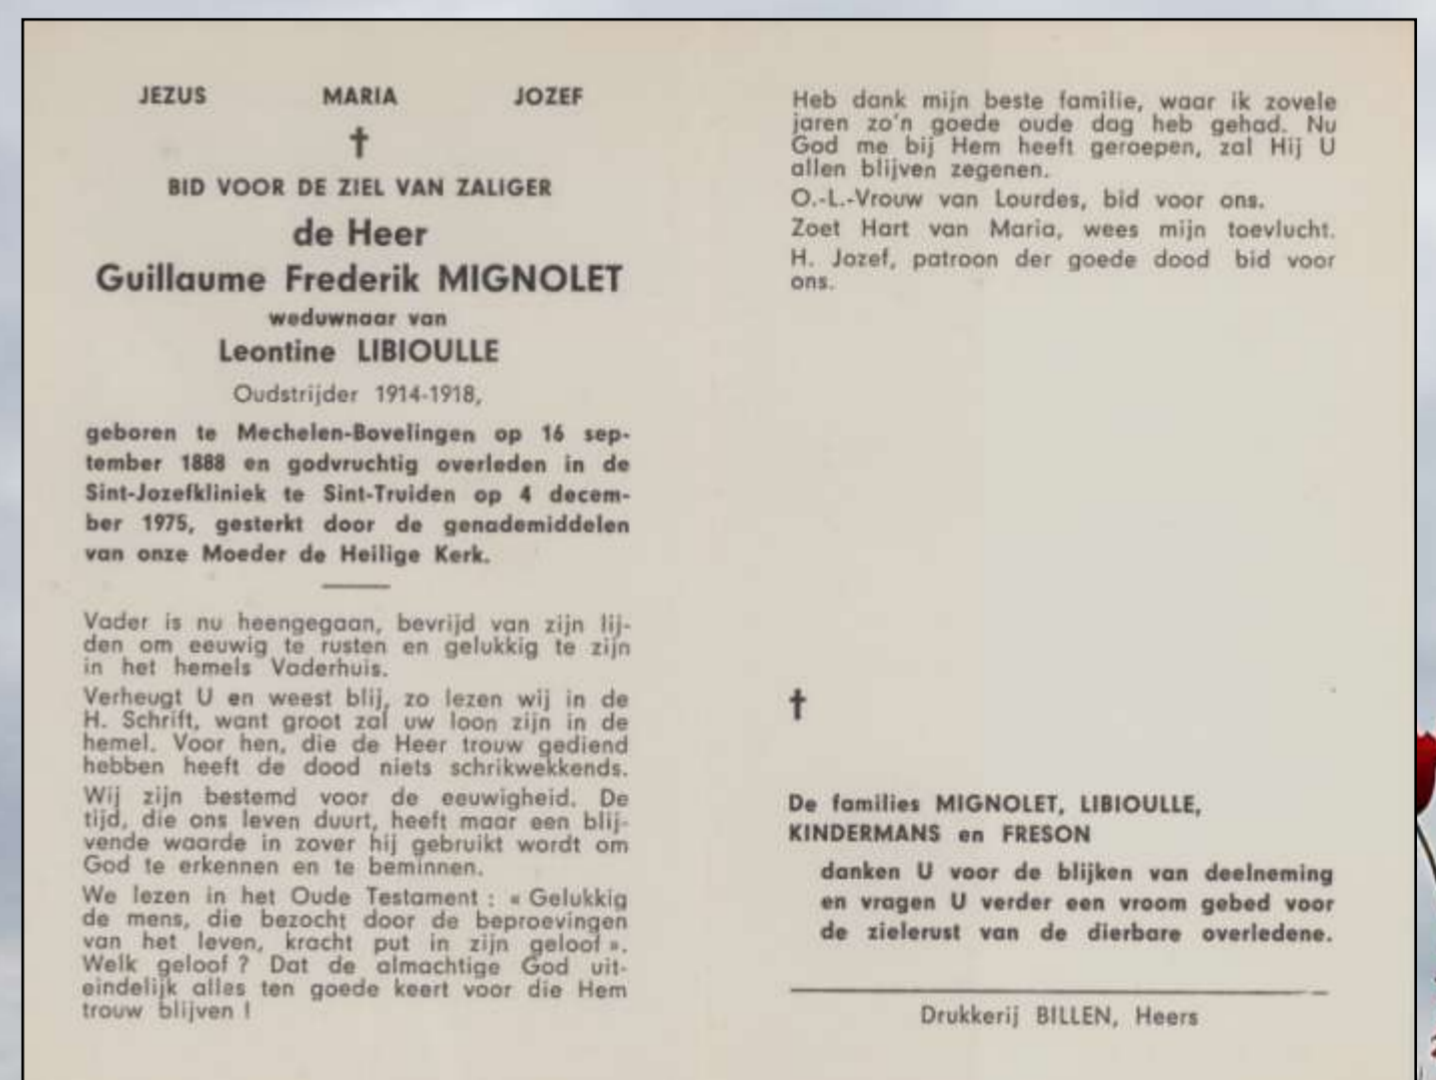 JEZUS MARIA JOZEF
✝
BID VOOR DE ZIEL VAN ZALIGER
de Heer
Guillaume Frederik MIGNOLET
weduwnaar van
Leontine LIBIOULLE
Oudstrijder 1914-1918,
geboren te Mechelen-Bovelingen op 16 sep-
tember 1888 en godvruchtig overleden in de
Sint-Jozefkliniek te Sint-Truiden op 4 decem-
ber 1975, gesterkt door de genademiddelen
van onze Moeder de Heilige Kerk.
Vader is nu heengegaan, bevrijd van zijn lij-
den om eeuwig te rusten en gelukkig te zijn
in het hemels Vaderhuis.
Verheugt U en weest blij, zo lezen wij in de
H. Schrift, want groot zal uw loon zijn in de
hemel. Voor hen, die de Heer trouw gediend
hebben heeft de dood niets schrikwekkends.
Wij zijn bestemd voor de eeuwigheid. De
tijd, die ons leven duurt, heeft maar een blij-
vende waarde in zover hij gebruikt wordt om
God te erkennen en te beminnen.
We lezen in het Oude Testament : « Gelukkig
de mens, die bezocht door de beproevingen
van het leven, kracht put in zijn geloof ».
Welk geloof ? Dat de almachtige God uit-
eindelijk alles ten goede keert voor die Hem
trouw blijven !
Heb dank mijn beste familie, waar ik zovele
jaren zo'n goede oude dag heb gehad. Nu
God me bij Hem heeft geroepen, zal Hij U
allen blijven zegenen.
O.-L.-Vrouw van Lourdes, bid voor ons.
Zoet Hart van Maria, wees mijn toevlucht.
H. Jozef, patroon der goede dood bid voor
ons.
✝
De families MIGNOLET, LIBIOULLE,
KINDERMANS en FRESON
danken U voor de blijken van deelneming
en vragen U verder een vroom gebed voor
de zielerust van de dierbare overledene.
Drukkerij BILLEN, Heers